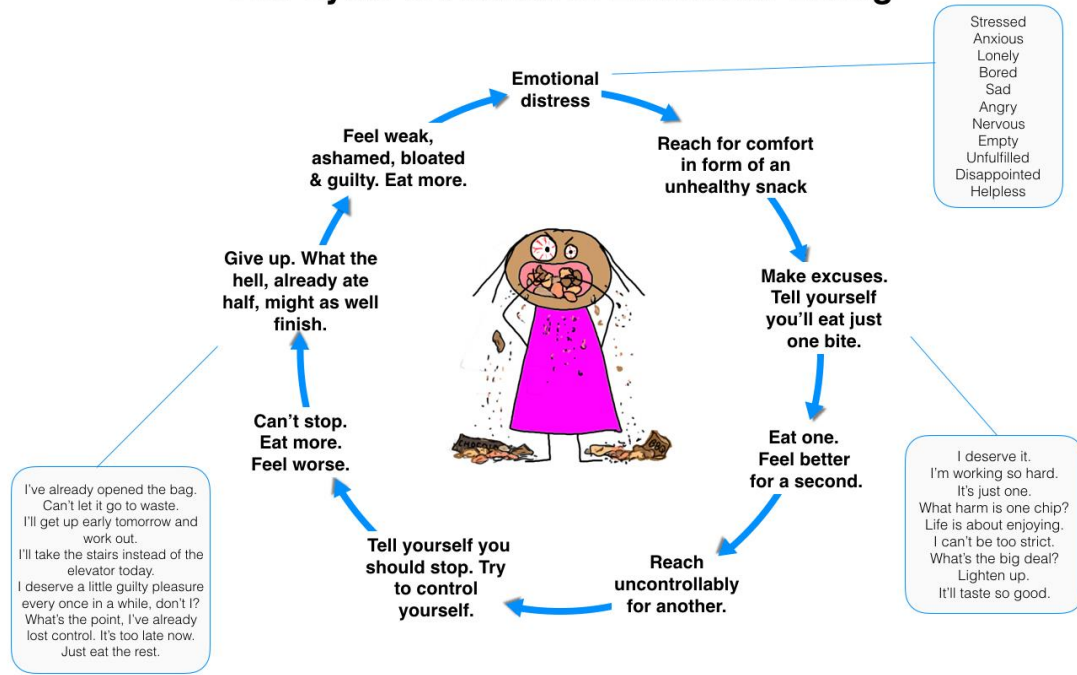 Stressed
Anxious
Lonely
Bored
Sad
Angry
Nervous
Empty
Unfulfilled
Disappointed
Helpless
Emotional
distress
Reach for comfort
in form of an
unhealthy snack
Make excuses.
Tell yourself
you'll eat just
one bite.
I deserve it.
I'm working so hard.
It's just one.
What harm is one chip?
Life is about enjoying.
I can't be too strict.
What's the big deal?
Lighten up.
It'll taste so good.
Eat one.
Feel better
for a second.
Reach
uncontrollably
for another.
Tell yourself you
should stop. Try
to control
yourself.
Can't stop.
Eat more.
Feel worse.
Give up. What the
hell, already ate
half, might as well
finish.
I've already opened the bag.
Can't let it go to waste.
I'll get up early tomorrow and
work out.
I'll take the stairs instead of the
elevator today.
I deserve a little guilty pleasure
every once in a while, don't I?
What's the point, I've already
lost control. It's too late now.
Just eat the rest.
Feel weak,
ashamed, bloated
& guilty. Eat more.